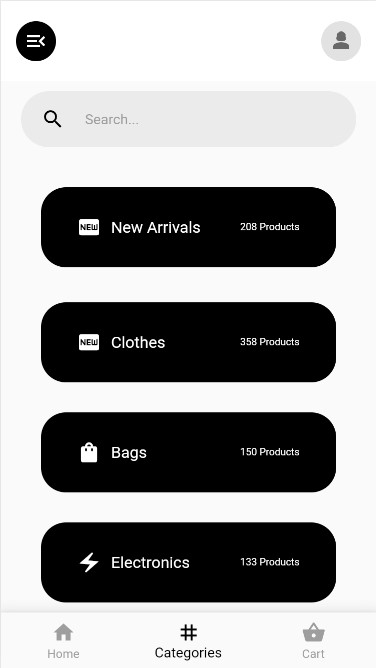 Search...
NEW New Arrivals 208 Products
NEW Clothes 358 Products
Bags 150 Products
Electronics 133 Products
Home Categories Cart